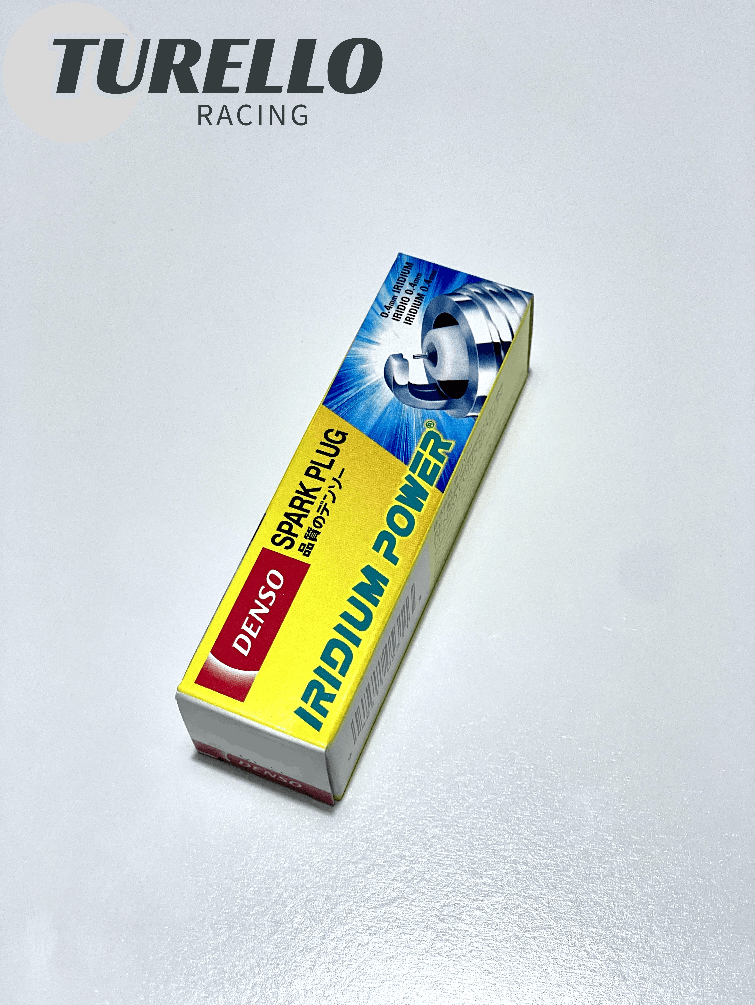 TURELLO
RACING
0.4mm IRIDIUM
IRIDIO 0.4mm
IRIDIUM 0.4mm
SPARK PLUG
品質のデンソー
DENSO
IRIDIUM POWER®
DENSO